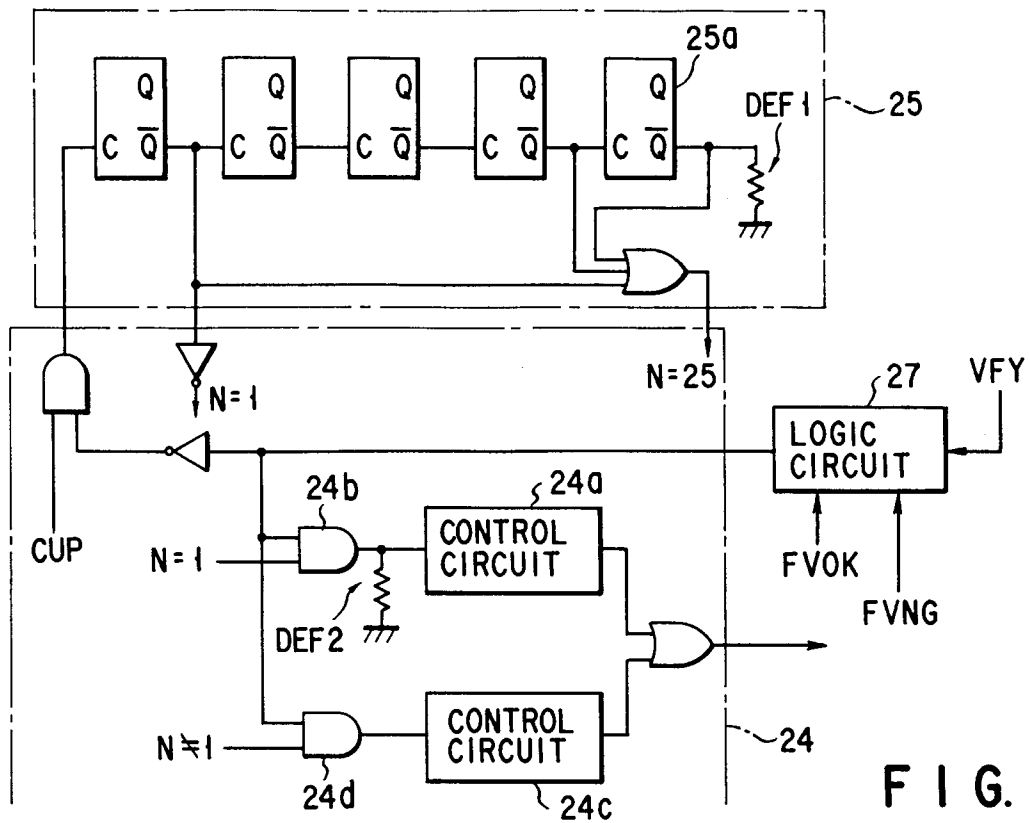 25a
Q Q Q Q Q
DEF1
25
C Q̅ C Q̅ C Q̅ C Q̅ C Q̅
N=1
N=25
VFY
27
LOGIC
CIRCUIT
24b
24a
CONTROL
CIRCUIT
CUP
N=1
FVOK
DEF2
FVNG
CONTROL
CIRCUIT
N≠1
24
24d
24c
FIG.